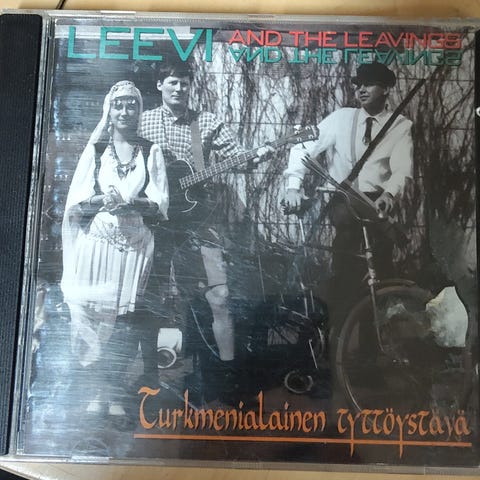 LEEVI AND THE LEAVINGS
AND THE LEAVINGS
Turkmenialainen tyttöystävä